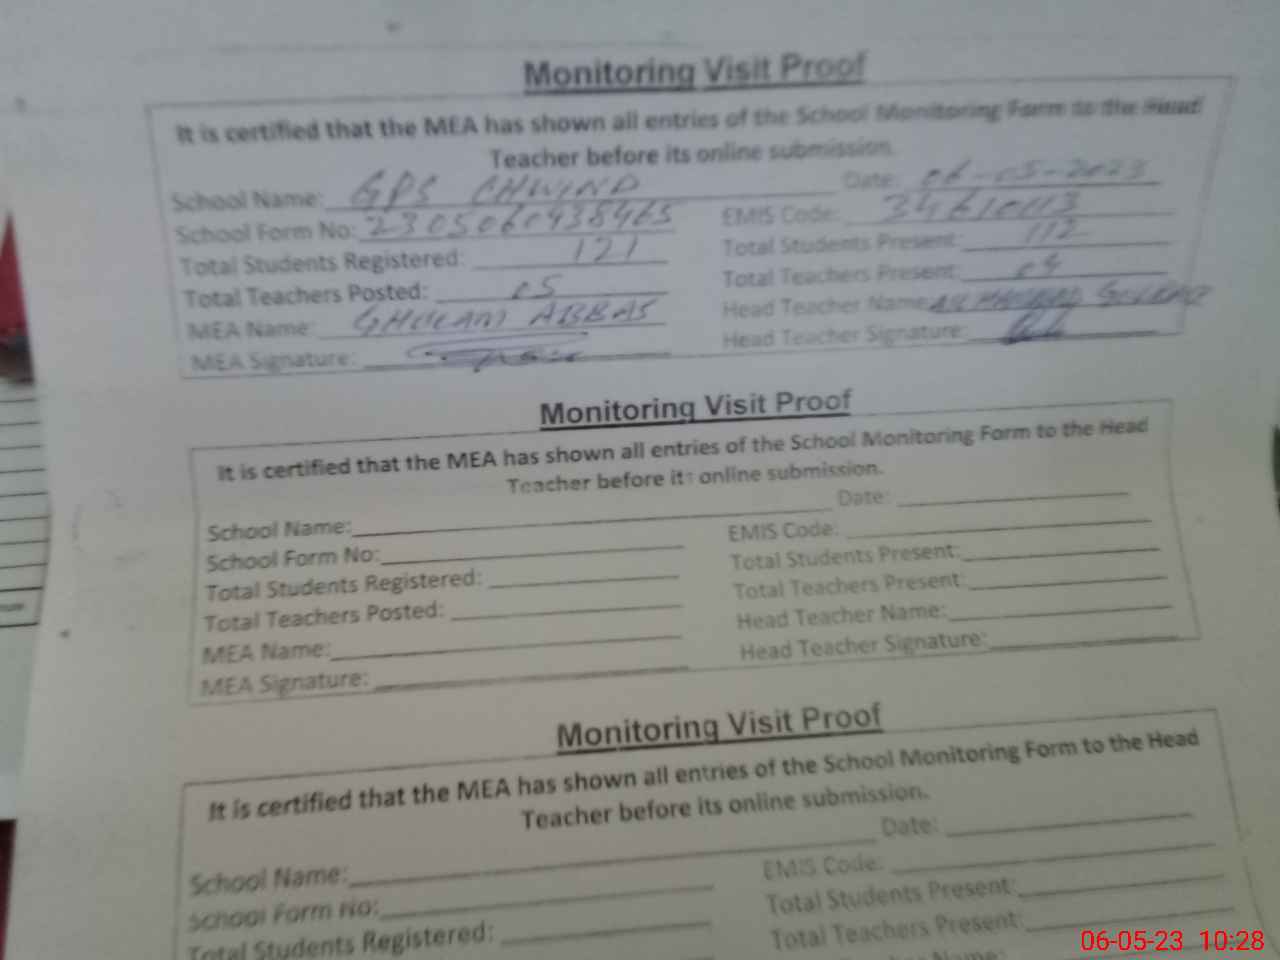 Monitoring Visit Proof
It is certified that the MEA has shown all entries of the School Monitoring Form to the Head
Teacher before its online submission.
School Name: GPS CHWIND Date: 06-05-2023
School Form No: 2305060938465 EMIS Code: 34610113
Total Students Registered: 121 Total Students Present: 112
Total Teachers Posted: 05 Total Teachers Present: 04
MEA Name: GHULAM ABBAS Head Teacher Name:
MEA Signature: Head Teacher Signature:
Monitoring Visit Proof
It is certified that the MEA has shown all entries of the School Monitoring Form to the Head
Teacher before its online submission.
School Name: Date:
School Form No: EMIS Code:
Total Students Registered: Total Students Present:
Total Teachers Posted: Total Teachers Present:
MEA Name: Head Teacher Name:
MEA Signature: Head Teacher Signature:
Monitoring Visit Proof
It is certified that the MEA has shown all entries of the School Monitoring Form to the Head
Teacher before its online submission.
School Name: Date:
School Form No: EMIS Code:
Total Students Registered: Total Students Present:
Total Teachers Present:
06-05-23 10:28